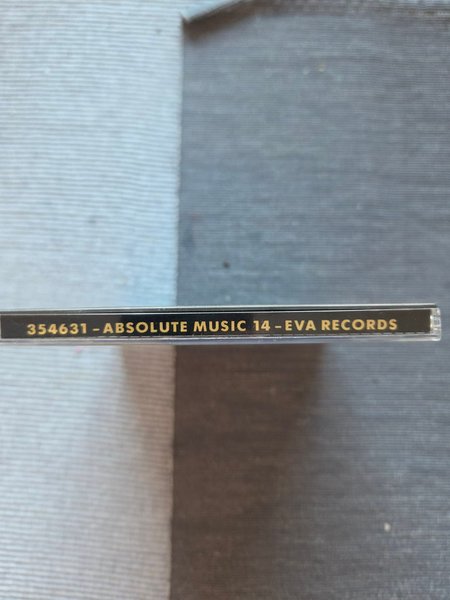 354631 – ABSOLUTE MUSIC 14 – EVA RECORDS